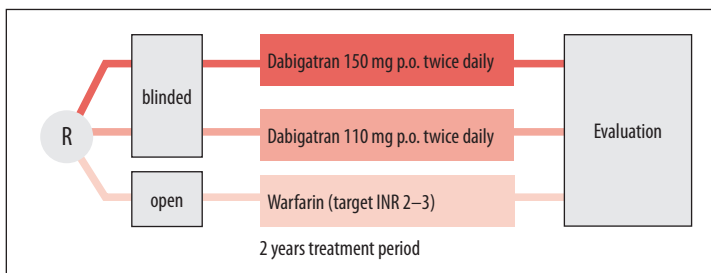 R
blinded
open
Dabigatran 150 mg p.o. twice daily
Dabigatran 110 mg p.o. twice daily
Warfarin (target INR 2–3)
2 years treatment period
Evaluation